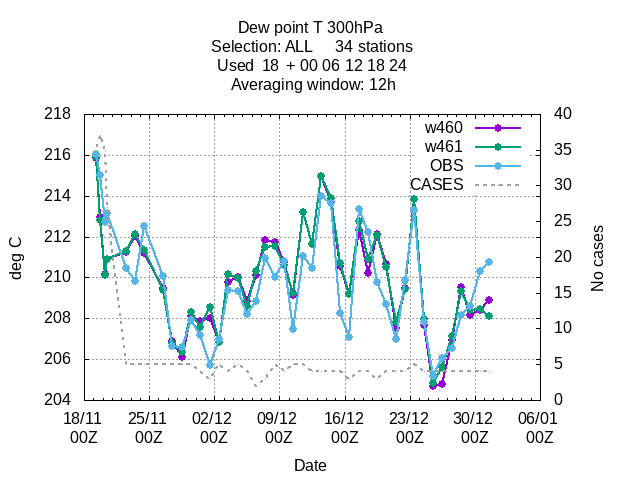 Dew point T 300hPa
Selection: ALL 34 stations
Used 18 + 00 06 12 18 24
Averaging window: 12h
218 40
w460
w461
OBS
CASES
216
214
212
210
208
206
204
35
30
25
20
15
10
5
0
deg C
No cases
18/11 25/11 02/12 09/12 16/12 23/12 30/12 06/01
00Z 00Z 00Z 00Z 00Z 00Z 00Z 00Z
Date